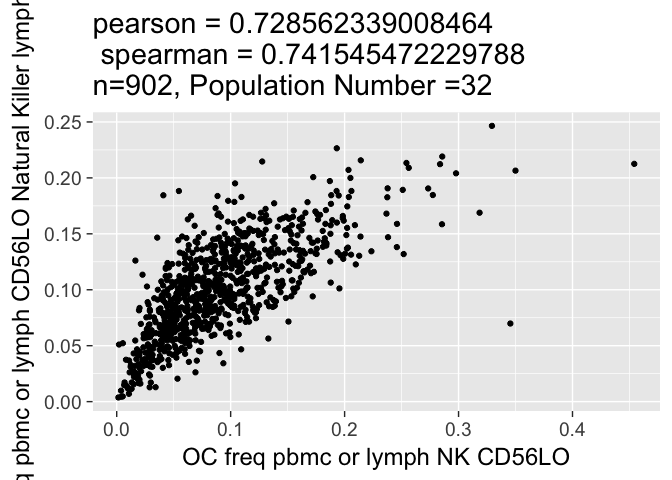 pearson = 0.728562339008464
spearman = 0.741545472229788
n=902, Population Number =32
pbmc or lymph CD56LO Natural Killer lymph
0.25
0.20
0.15
0.10
0.05
0.00
0.0 0.1 0.2 0.3 0.4
OC freq pbmc or lymph NK CD56LO